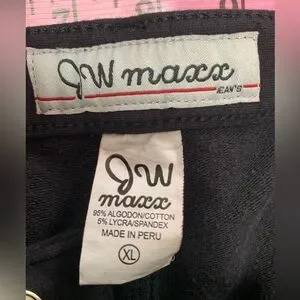 JW maxx
JEAN'S
JW
maxx
95% ALGODON/COTTON
5% LYCRA/SPANDEX
MADE IN PERU
XL